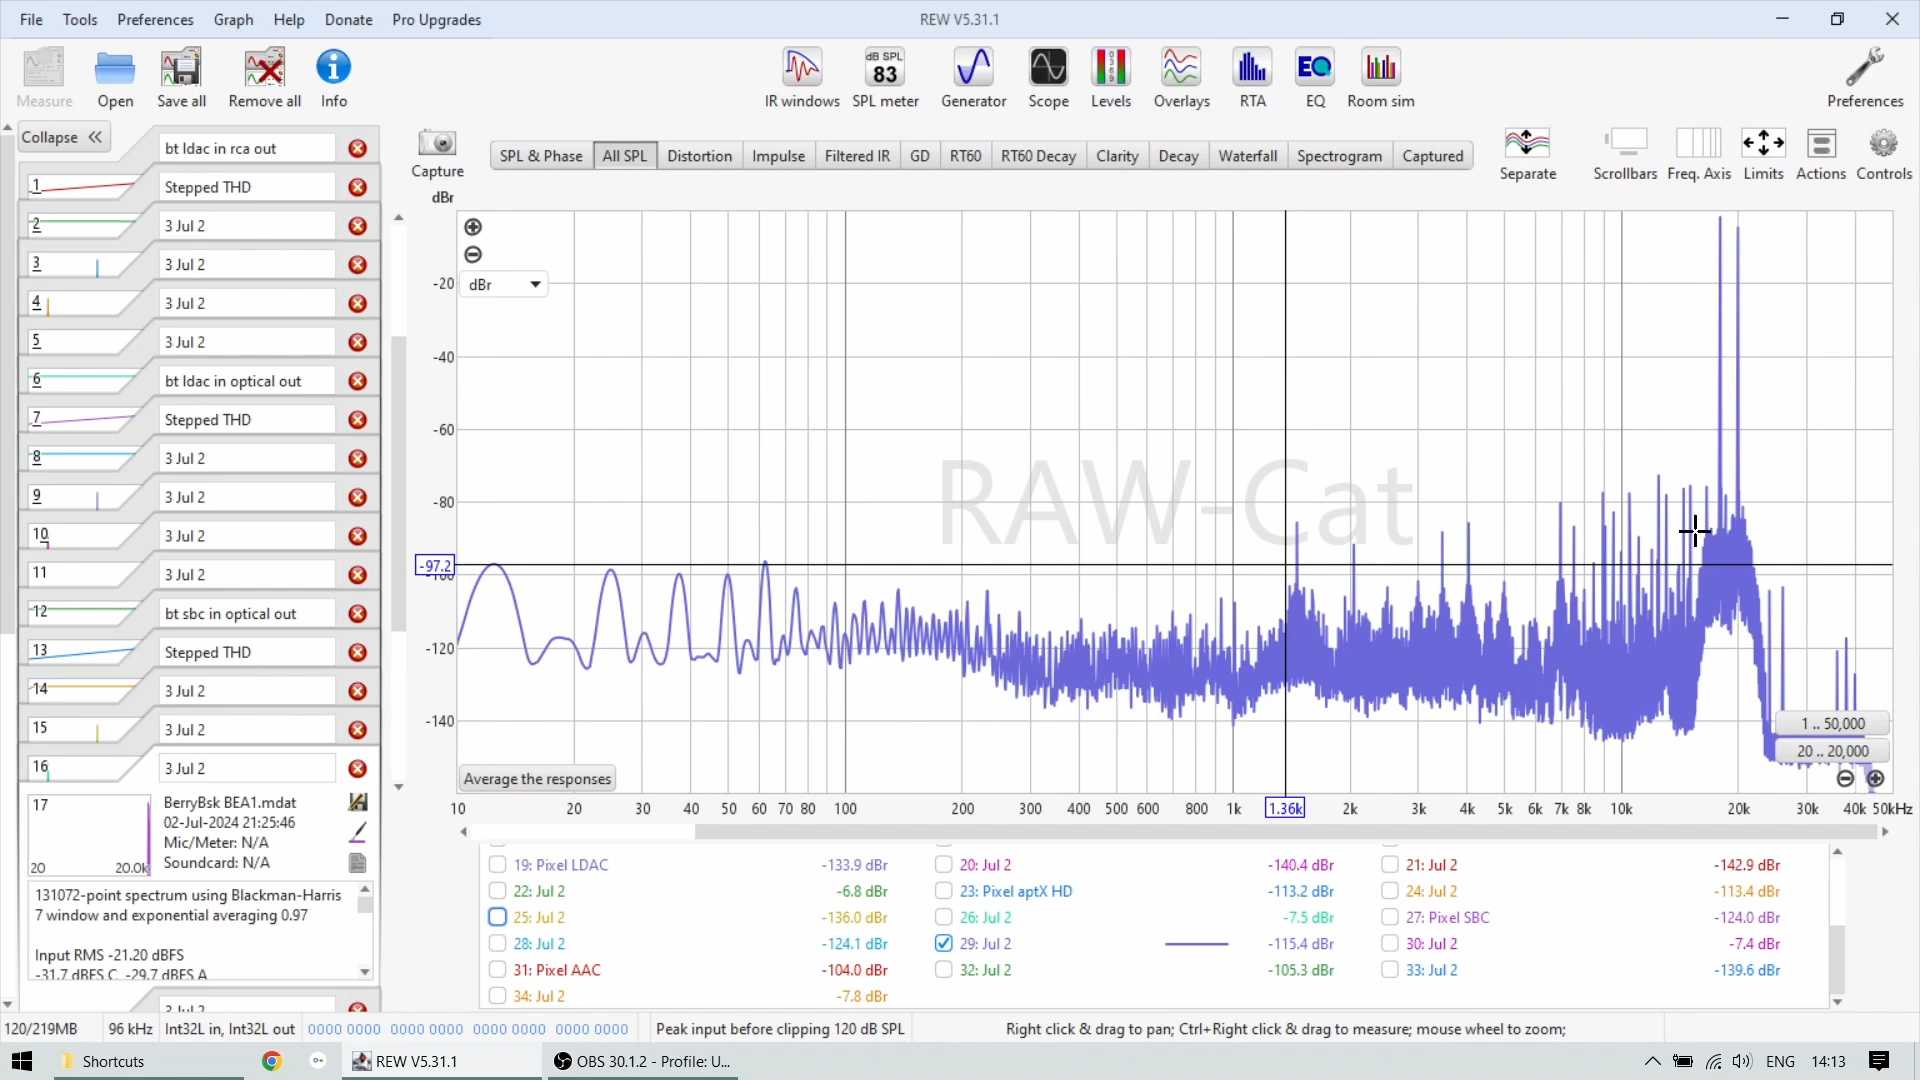 File Tools Preferences Graph Help Donate Pro Upgrades
REW V5.31.1
Measure Open Save all Remove all Info
dB SPL
83
0369
EQ
IR windows SPL meter Generator Scope Levels Overlays RTA EQ Room sim
Preferences
Collapse
Capture
SPL & Phase All SPL Distortion Impulse Filtered IR GD RT60 RT60 Decay Clarity Decay Waterfall Spectrogram Captured
Separate Scrollbars Freq. Axis Limits Actions Controls
bt ldac in rca out
1 Stepped THD
2 3 Jul 2
3 3 Jul 2
4 3 Jul 2
5 3 Jul 2
6 bt ldac in optical out
7 Stepped THD
8 3 Jul 2
9 3 Jul 2
10 3 Jul 2
11 3 Jul 2
12 bt sbc in optical out
13 Stepped THD
14 3 Jul 2
15 3 Jul 2
16 3 Jul 2
17
20 20.0k
BerryBsk BEA1.mdat
02-Jul-2024 21:25:46
Mic/Meter: N/A
Soundcard: N/A
131072-point spectrum using Blackman-Harris
7 window and exponential averaging 0.97
Input RMS -21.20 dBFS
-31.7 dBFS C, -29.7 dBFS A
3 Jul 2
dBr
dBr
-20
-40
-60
-80
-97.2
-100
-120
-140
RAW-Cat
1 .. 50,000
20 .. 20,000
Average the responses
10 20 30 40 50 60 70 80 100 200 300 400 500 600 800 1k 1.36k 2k 3k 4k 5k 6k 7k 8k 10k 20k 30k 40k 50kHz
19: Pixel LDAC -133.9 dBr 20: Jul 2 -140.4 dBr 21: Jul 2 -142.9 dBr
22: Jul 2 -6.8 dBr 23: Pixel aptX HD -113.2 dBr 24: Jul 2 -113.4 dBr
25: Jul 2 -136.0 dBr 26: Jul 2 -7.5 dBr 27: Pixel SBC -124.0 dBr
28: Jul 2 -124.1 dBr 29: Jul 2 -115.4 dBr 30: Jul 2 -7.4 dBr
31: Pixel AAC -104.0 dBr 32: Jul 2 -105.3 dBr 33: Jul 2 -139.6 dBr
34: Jul 2 -7.8 dBr
120/219MB 96 kHz Int32L in, Int32L out 0000 0000 0000 0000 0000 0000 0000 0000 Peak input before clipping 120 dB SPL Right click & drag to pan; Ctrl+Right click & drag to measure; mouse wheel to zoom;
Shortcuts REW V5.31.1 OBS 30.1.2 - Profile: U... ENG 14:13